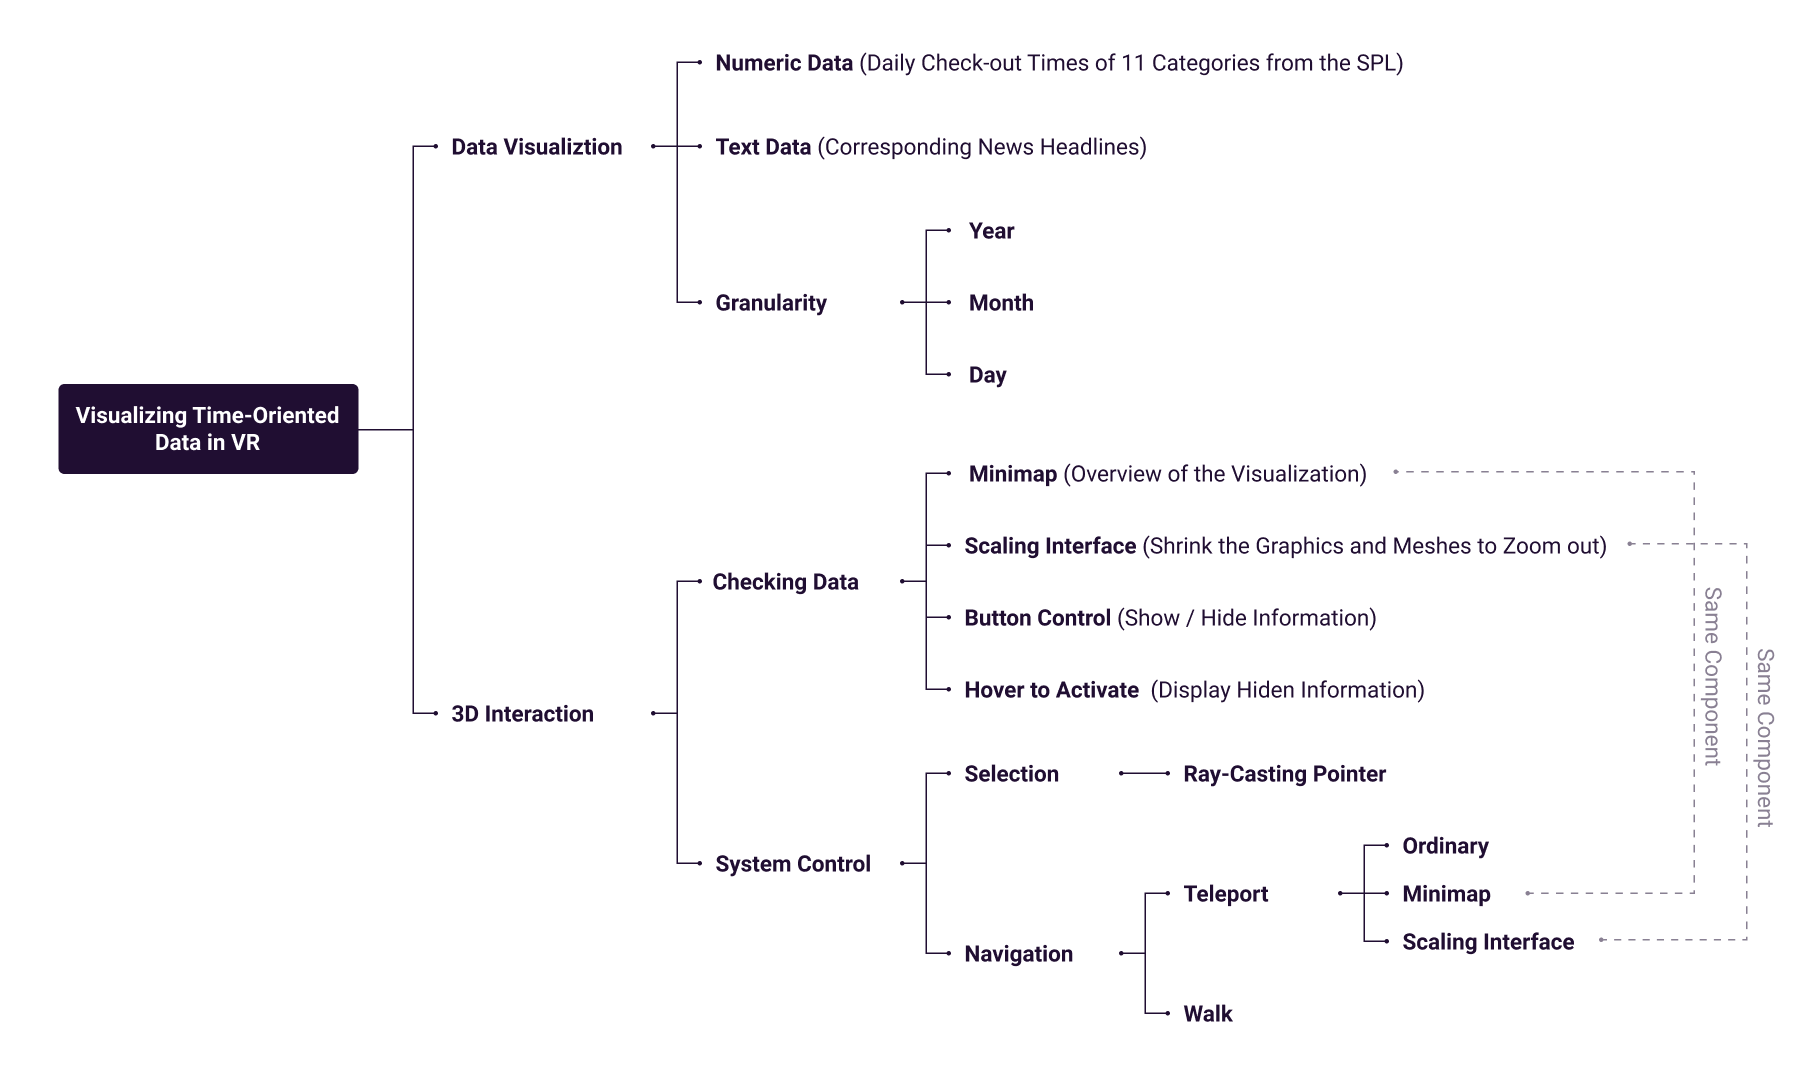 Numeric Data (Daily Check-out Times of 11 Categories from the SPL)
Data Visualiztion
Text Data (Corresponding News Headlines)
Year
Granularity
Month
Day
Visualizing Time-Oriented
Data in VR
Minimap (Overview of the Visualization)
Scaling Interface (Shrink the Graphics and Meshes to Zoom out)
Checking Data
Button Control (Show / Hide Information)
Hover to Activate (Display Hiden Information)
3D Interaction
Same Component
Same Component
Selection
Ray-Casting Pointer
System Control
Ordinary
Teleport
Minimap
Scaling Interface
Navigation
Walk